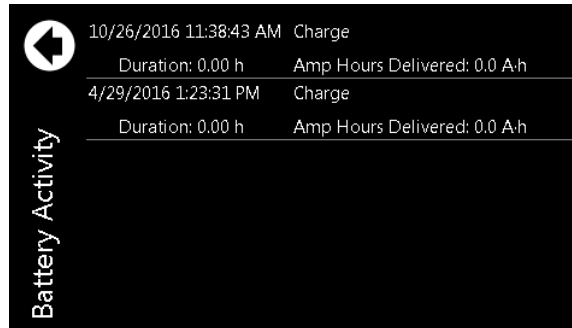 10/26/2016 11:38:43 AM Charge
Duration: 0.00 h Amp Hours Delivered: 0.0 A·h
4/29/2016 1:23:31 PM Charge
Duration: 0.00 h Amp Hours Delivered: 0.0 A·h
Battery Activity